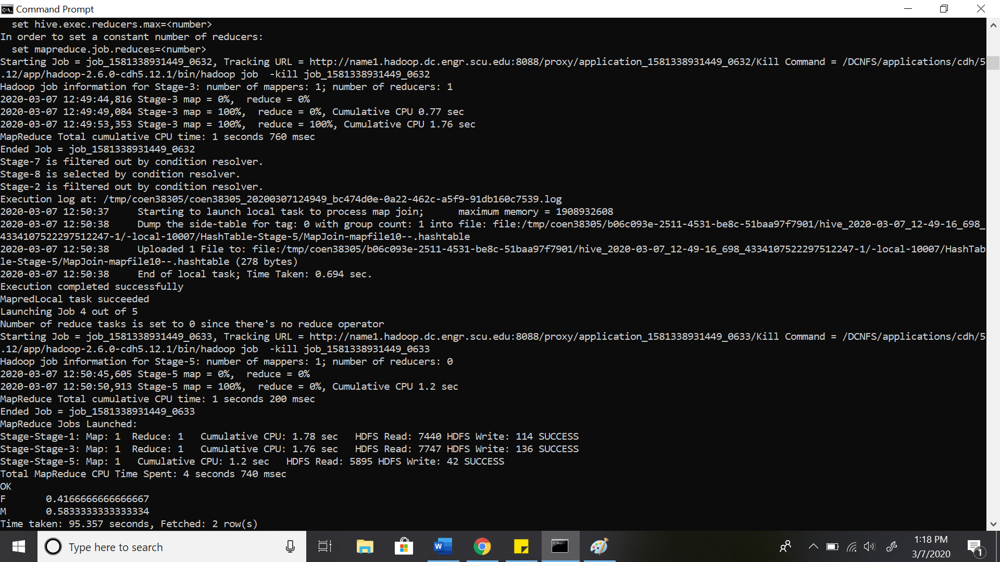 Command Prompt
  set hive.exec.reducers.max=<number>
In order to set a constant number of reducers:
  set mapreduce.job.reduces=<number>
Starting Job = job_1581338931449_0632, Tracking URL = http://name1.hadoop.dc.engr.scu.edu:8088/proxy/application_1581338931449_0632/Kill Command = /DCNFS/applications/cdh/5
.12/app/hadoop-2.6.0-cdh5.12.1/bin/hadoop job  -kill job_1581338931449_0632
Hadoop job information for Stage-3: number of mappers: 1; number of reducers: 1
2020-03-07 12:49:44,816 Stage-3 map = 0%,  reduce = 0%
2020-03-07 12:49:49,084 Stage-3 map = 100%,  reduce = 0%, Cumulative CPU 0.77 sec
2020-03-07 12:49:53,353 Stage-3 map = 100%,  reduce = 100%, Cumulative CPU 1.76 sec
MapReduce Total cumulative CPU time: 1 seconds 760 msec
Ended Job = job_1581338931449_0632
Stage-7 is filtered out by condition resolver.
Stage-8 is selected by condition resolver.
Stage-2 is filtered out by condition resolver.
Execution log at: /tmp/coen38305/coen38305_20200307124949_bc474d0e-0a22-462c-a5f9-91db160c7539.log
2020-03-07 12:50:37     Starting to launch local task to process map join;      maximum memory = 1908932608
2020-03-07 12:50:38     Dump the side-table for tag: 0 with group count: 1 into file: file:/tmp/coen38305/b06c093e-2511-4531-be8c-51baa97f7901/hive_2020-03-07_12-49-16_698_
4334107522297512247-1/-local-10007/HashTable-Stage-5/MapJoin-mapfile10--.hashtable
2020-03-07 12:50:38     Uploaded 1 File to: file:/tmp/coen38305/b06c093e-2511-4531-be8c-51baa97f7901/hive_2020-03-07_12-49-16_698_4334107522297512247-1/-local-10007/HashTab
le-Stage-5/MapJoin-mapfile10--.hashtable (278 bytes)
2020-03-07 12:50:38     End of local task; Time Taken: 0.694 sec.
Execution completed successfully
MapredLocal task succeeded
Launching Job 4 out of 5
Number of reduce tasks is set to 0 since there's no reduce operator
Starting Job = job_1581338931449_0633, Tracking URL = http://name1.hadoop.dc.engr.scu.edu:8088/proxy/application_1581338931449_0633/Kill Command = /DCNFS/applications/cdh/5
.12/app/hadoop-2.6.0-cdh5.12.1/bin/hadoop job  -kill job_1581338931449_0633
Hadoop job information for Stage-5: number of mappers: 1; number of reducers: 0
2020-03-07 12:50:45,605 Stage-5 map = 0%,  reduce = 0%
2020-03-07 12:50:50,913 Stage-5 map = 100%,  reduce = 0%, Cumulative CPU 1.2 sec
MapReduce Total cumulative CPU time: 1 seconds 200 msec
Ended Job = job_1581338931449_0633
MapReduce Jobs Launched:
Stage-Stage-1: Map: 1  Reduce: 1   Cumulative CPU: 1.78 sec   HDFS Read: 7440 HDFS Write: 114 SUCCESS
Stage-Stage-3: Map: 1  Reduce: 1   Cumulative CPU: 1.76 sec   HDFS Read: 7747 HDFS Write: 136 SUCCESS
Stage-Stage-5: Map: 1   Cumulative CPU: 1.2 sec   HDFS Read: 5895 HDFS Write: 42 SUCCESS
Total MapReduce CPU Time Spent: 4 seconds 740 msec
OK
F       0.4166666666666667
M       0.5833333333333334
Time taken: 95.357 seconds, Fetched: 2 row(s)
Type here to search
1:18 PM
3/7/2020
1